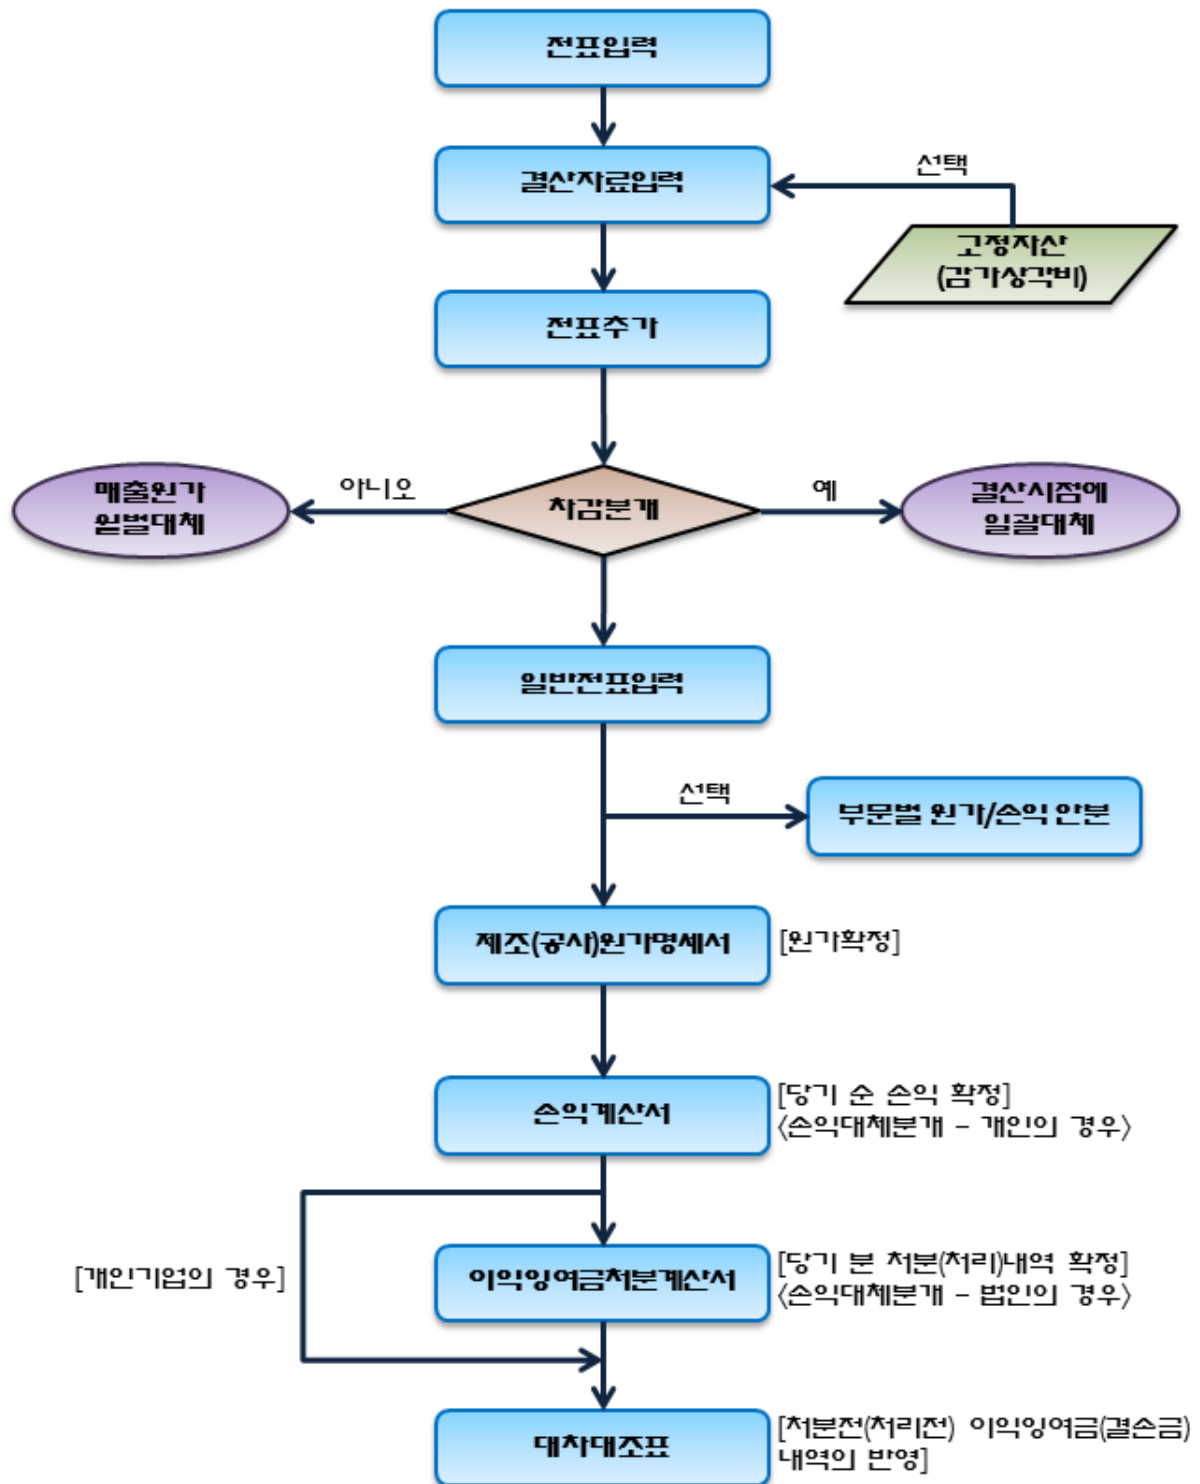 전표입력
결산자료입력
선택
고정자산
(감가상각비)
전표추가
매출원가
월별대체
아니오
차감분개
예
결산시점에
일괄대체
일반전표입력
선택
부문별 원가/손익 안분
제조(공사)원가명세서
[원가확정]
손익계산서
[당기 순 손익 확정]
<손익대체분개 - 개인의 경우>
[개인기업의 경우]
이익잉여금처분계산서
[당기 분 처분(처리)내역 확정]
<손익대체분개 - 법인의 경우>
대차대조표
[처분전(처리전) 이익잉여금(결손금)
내역의 반영]